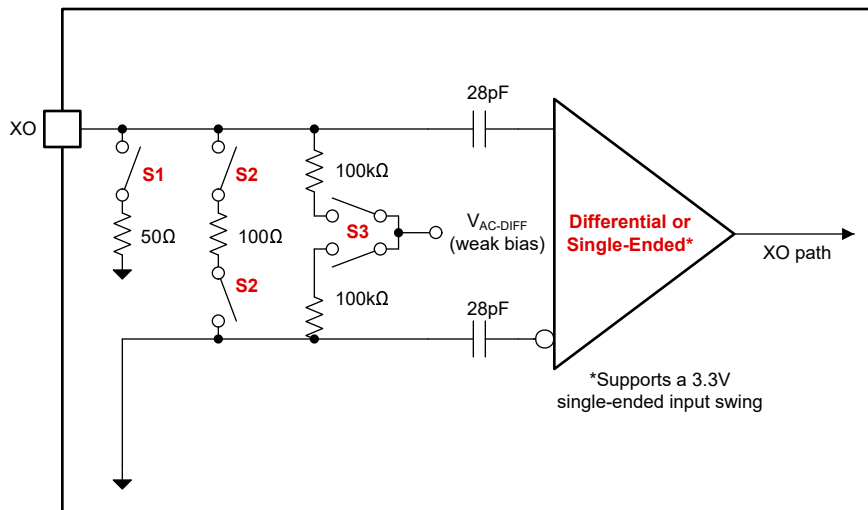 28pF
XO
S1
S2
100kΩ
50Ω
100Ω
S3
VAC-DIFF
(weak bias)
Differential or
Single-Ended*
XO path
S2
100kΩ
28pF
*Supports a 3.3V
single-ended input swing